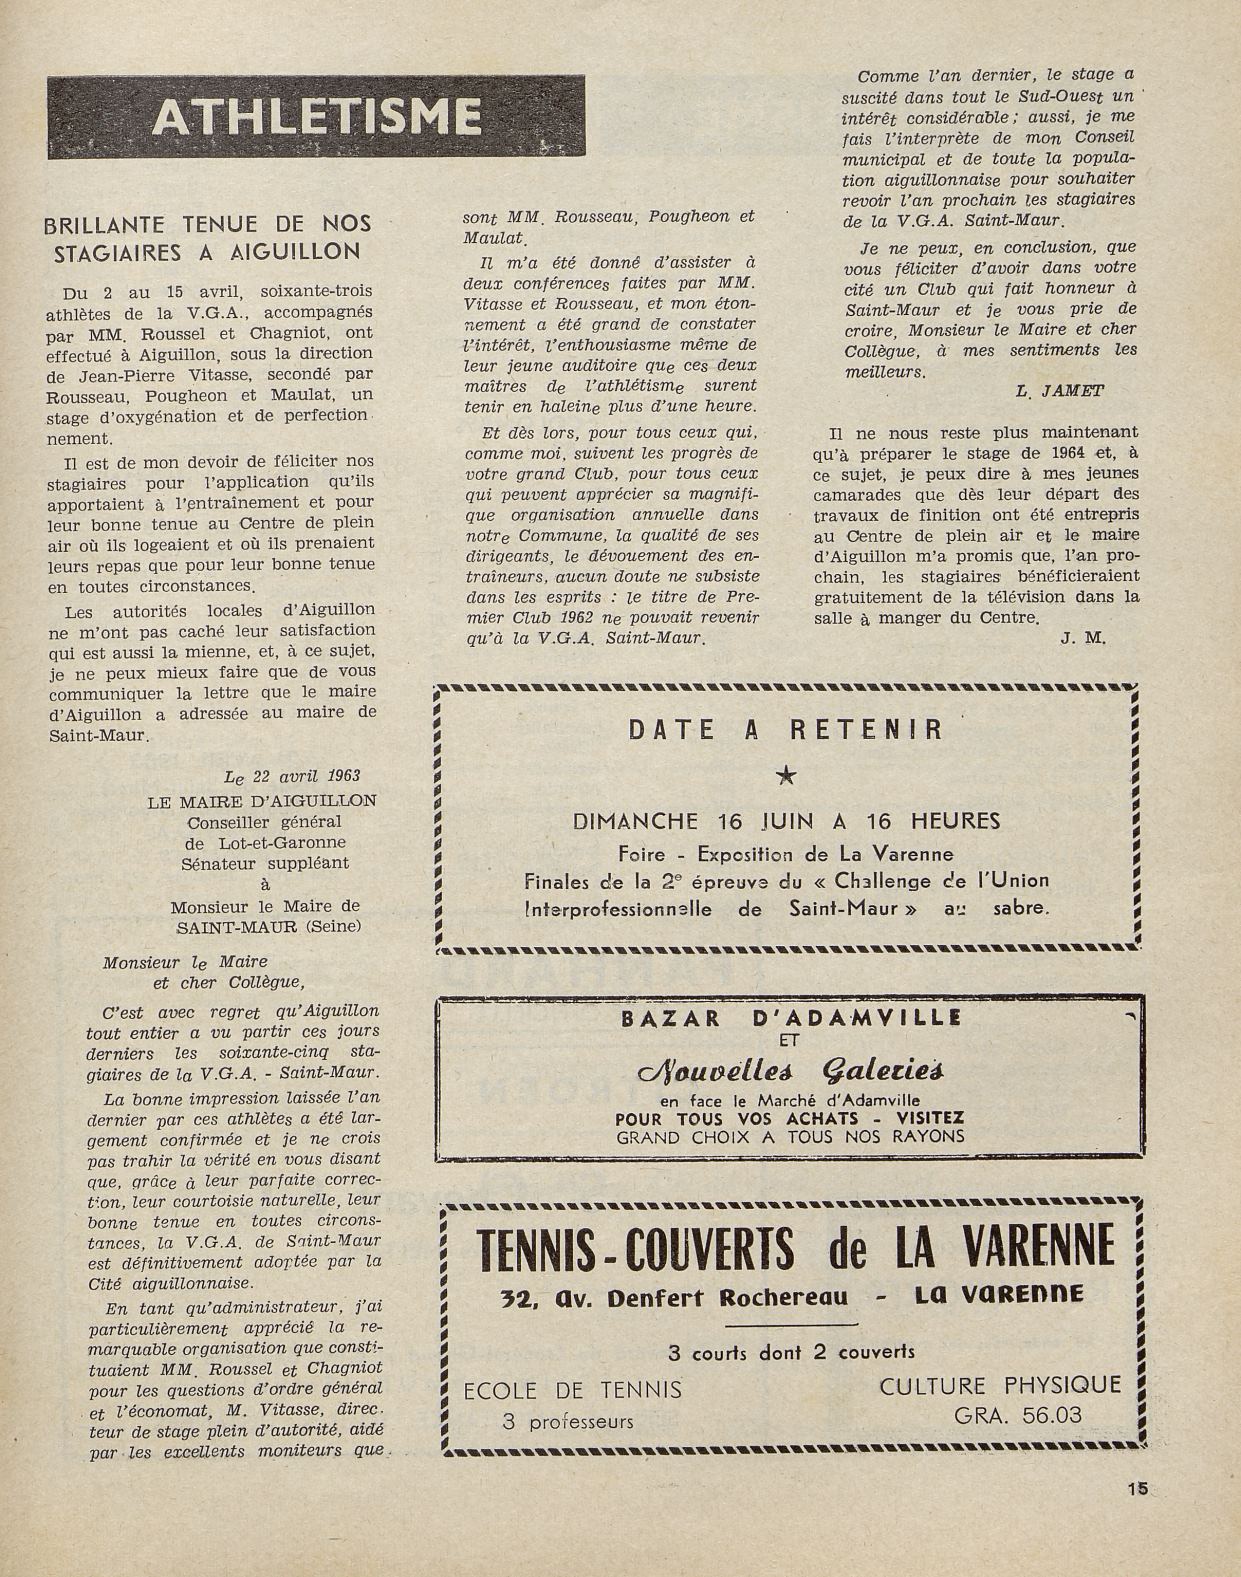 ATHLETISME
BRILLANTE TENUE DE NOS
STAGIAIRES A AIGUILLON
Du 2 au 15 avril, soixante-trois
athlètes de la V.G.A., accompagnés
par MM. Roussel et Chagniot, ont
effectué à Aiguillon, sous la direction
de Jean-Pierre Vitasse, secondé par
Rousseau, Pougheon et Maulat, un
stage d'oxygénation et de perfection
nement.
Il est de mon devoir de féliciter nos
stagiaires pour l'application qu'ils
apportaient à l'entraînement et pour
leur bonne tenue au Centre de plein
air où ils logeaient et où ils prenaient
leurs repas que pour leur bonne tenue
en toutes circonstances.
Les autorités locales d'Aiguillon
ne m'ont pas caché leur satisfaction
qui est aussi la mienne, et, à ce sujet,
je ne peux mieux faire que de vous
communiquer la lettre que le maire
d'Aiguillon a adressée au maire de
Saint-Maur.
Le 22 avril 1963
LE MAIRE D'AIGUILLON
Conseiller général
de Lot-et-Garonne
Sénateur suppléant
à
Monsieur le Maire de
SAINT-MAUR (Seine)
Monsieur le Maire
et cher Collègue,
C'est avec regret qu'Aiguillon
tout entier a vu partir ces jours
derniers les soixante-cinq sta-
giaires de la V.G.A. - Saint-Maur.
La bonne impression laissée l'an
dernier par ces athlètes a été lar-
gement confirmée et je ne crois
pas trahir la vérité en vous disant
que, grâce à leur parfaite correc-
tion, leur courtoisie naturelle, leur
bonne tenue en toutes circons-
tances, la V.G.A. de Saint-Maur
est définitivement adoptée par la
Cité aiguillonnaise.
En tant qu'administrateur, j'ai
particulièrement apprécié la re-
marquable organisation que consti-
tuaient MM. Roussel et Chagniot
pour les questions d'ordre général
et l'économat, M. Vitasse, direc-
teur de stage plein d'autorité, aidé
par les excellents moniteurs que
sont MM. Rousseau, Pougheon et
Maulat.
Il m'a été donné d'assister à
deux conférences faites par MM.
Vitasse et Rousseau, et mon éton-
nement a été grand de constater
l'intérêt, l'enthousiasme même de
leur jeune auditoire que ces deux
maîtres de l'athlétisme surent
tenir en haleine plus d'une heure.
Et dès lors, pour tous ceux qui,
comme moi, suivent les progrès de
votre grand Club, pour tous ceux
qui peuvent apprécier sa magnifi-
que organisation annuelle dans
notre Commune, la qualité de ses
dirigeants, le dévouement des en-
traîneurs, aucun doute ne subsiste
dans les esprits : le titre de Pre-
mier Club 1962 ne pouvait revenir
qu'à la V.G.A. Saint-Maur.
Comme l'an dernier, le stage a
suscité dans tout le Sud-Ouest un
intérêt considérable ; aussi, je me
fais l'interprète de mon Conseil
municipal et de toute la popula-
tion aiguillonnaise pour souhaiter
revoir l'an prochain les stagiaires
de la V.G.A. Saint-Maur.
Je ne peux, en conclusion, que
vous féliciter d'avoir dans votre
cité un Club qui fait honneur à
Saint-Maur et je vous prie de
croire, Monsieur le Maire et cher
Collègue, à mes sentiments les
meilleurs.
L. JAMET
Il ne nous reste plus maintenant
qu'à préparer le stage de 1964 et, à
ce sujet, je peux dire à mes jeunes
camarades que dès leur départ des
travaux de finition ont été entrepris
au Centre de plein air et le maire
d'Aiguillon m'a promis que, l'an pro-
chain, les stagiaires bénéficieraient
gratuitement de la télévision dans la
salle à manger du Centre.
J. M.
DATE A RETENIR
★
DIMANCHE 16 JUIN A 16 HEURES
Foire - Exposition de La Varenne
Finales de la 2e épreuve du « Challenge de l'Union
Interprofessionnelle de Saint-Maur » au sabre.
BAZAR D'ADAMVILLE
ET
Nouvelles Galeries
en face le Marché d'Adamville
POUR TOUS VOS ACHATS - VISITEZ
GRAND CHOIX A TOUS NOS RAYONS
TENNIS-COUVERTS de LA VARENNE
32, av. Denfert Rochereau - LA VARENNE
3 courts dont 2 couverts
ECOLE DE TENNIS
3 professeurs
CULTURE PHYSIQUE
GRA. 56.03
15